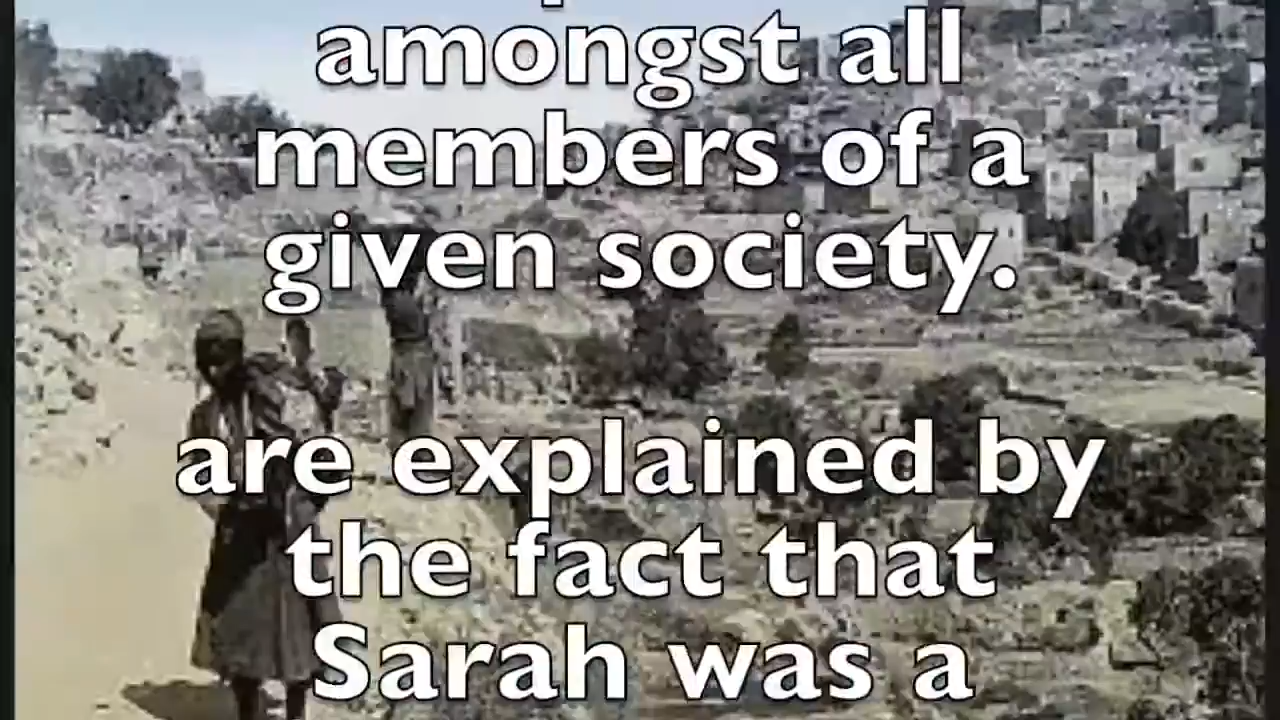 amongst all
members of a
given society.
are explained by
the fact that
Sarah was a